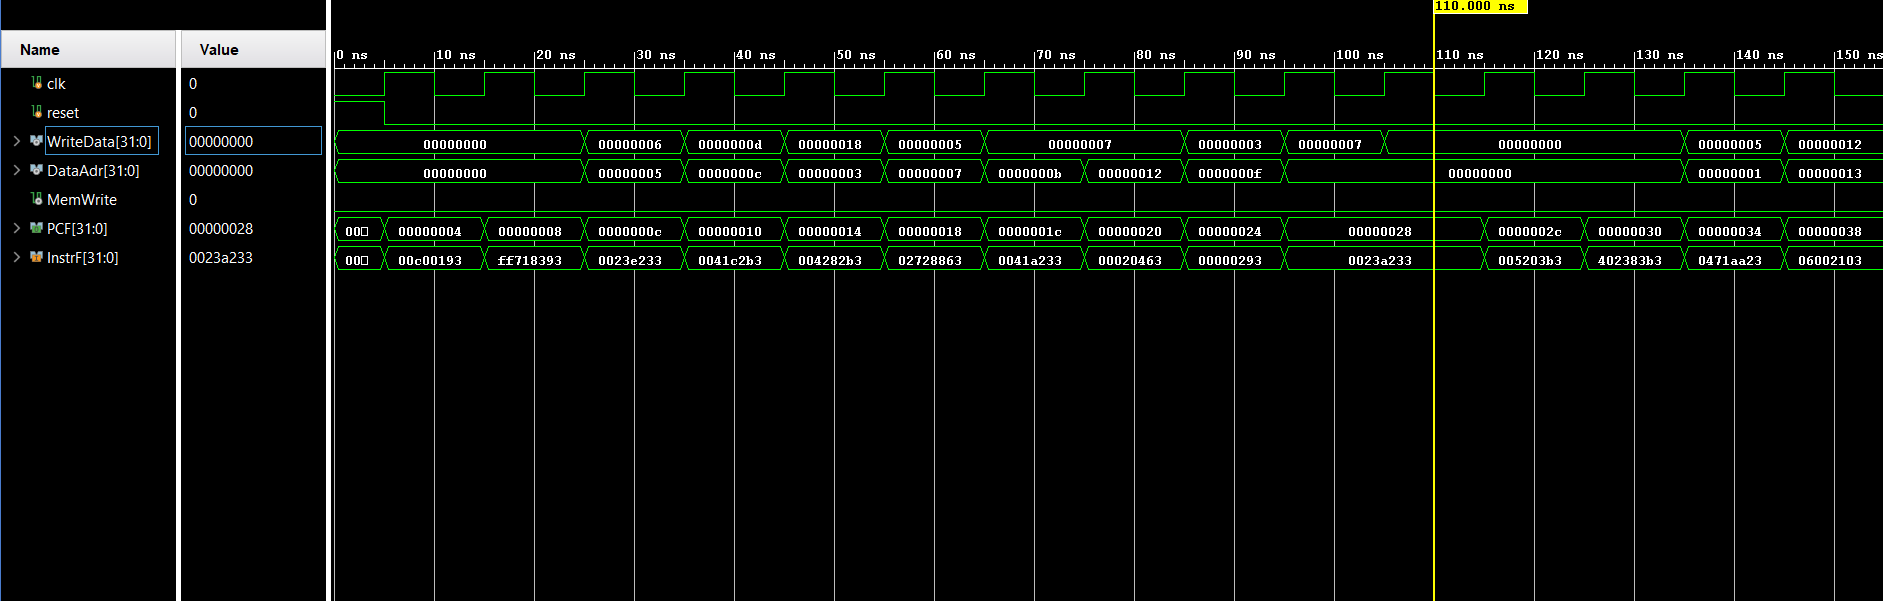 110.000 ns
Name Value
0 ns 10 ns 20 ns 30 ns 40 ns 50 ns 60 ns 70 ns 80 ns 90 ns 100 ns 110 ns 120 ns 130 ns 140 ns 150 ns
clk 0
reset 0
WriteData[31:0] 00000000 00000000 00000006 0000000d 00000018 00000005 00000007 00000003 00000007 00000000 00000005 00000012
DataAdr[31:0] 00000000 00000000 00000005 0000000c 00000003 00000007 0000000b 00000012 0000000f 00000000 00000001 00000013
MemWrite 0
PCF[31:0] 00000028 00 00000004 00000008 0000000c 00000010 00000014 00000018 0000001c 00000020 00000024 00000028 0000002c 00000030 00000034 00000038
InstrF[31:0] 0023a233 00 00c00193 ff718393 0023e233 0041c2b3 004282b3 02728863 0041a233 00020463 00000293 0023a233 005203b3 402383b3 0471aa23 06002103